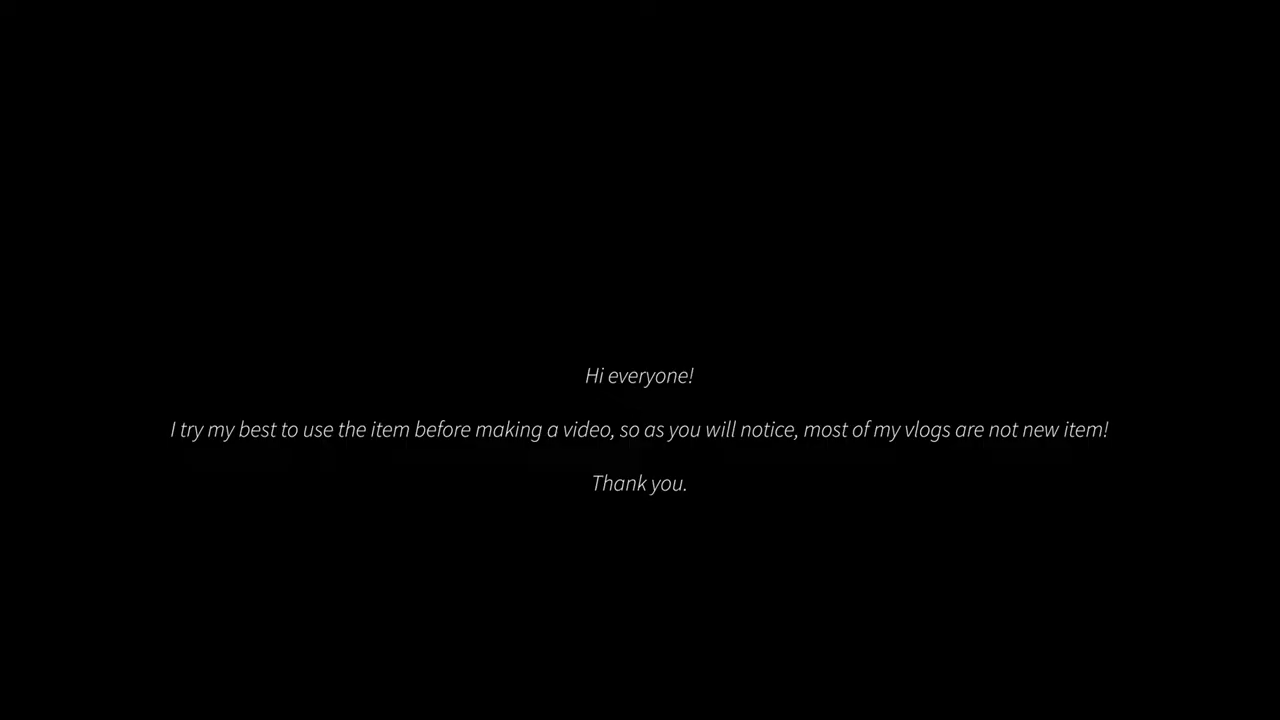 Hi everyone!
I try my best to use the item before making a video, so as you will notice, most of my vlogs are not new item!
Thank you.